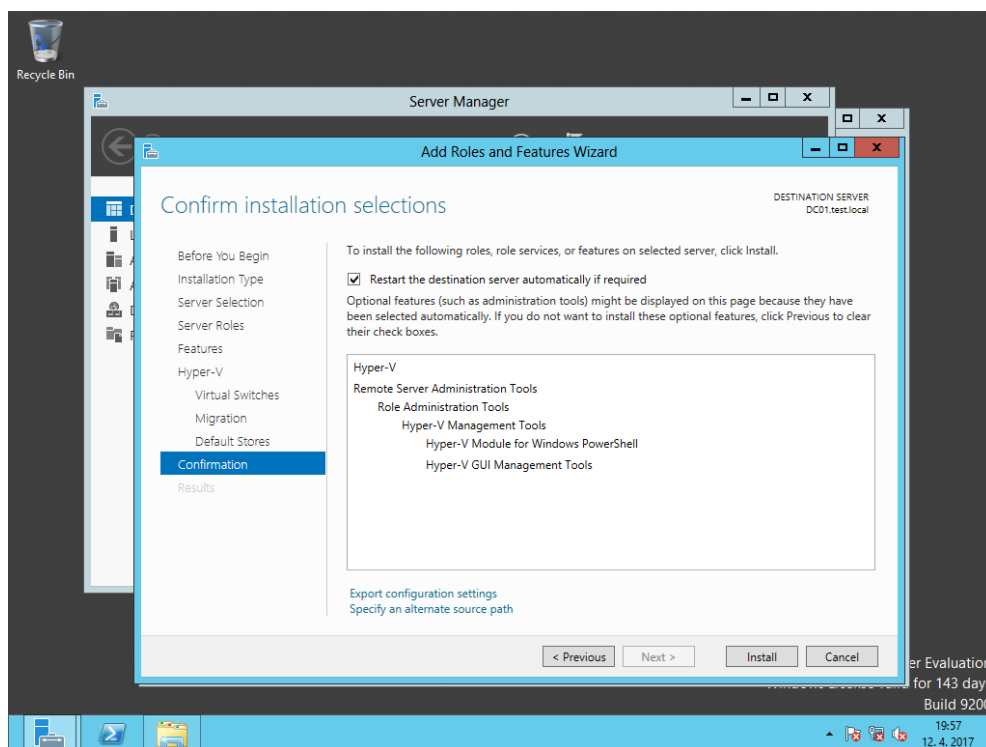 Recycle Bin
Server Manager
Add Roles and Features Wizard
Confirm installation selections
DESTINATION SERVER
DC01.test.local
Before You Begin
Installation Type
Server Selection
Server Roles
Features
Hyper-V
Virtual Switches
Migration
Default Stores
Confirmation
Results
To install the following roles, role services, or features on selected server, click Install.
Restart the destination server automatically if required
Optional features (such as administration tools) might be displayed on this page because they have
been selected automatically. If you do not want to install these optional features, click Previous to clear
their check boxes.
Hyper-V
Remote Server Administration Tools
Role Administration Tools
Hyper-V Management Tools
Hyper-V Module for Windows PowerShell
Hyper-V GUI Management Tools
Export configuration settings
Specify an alternate source path
< Previous
Next >
Install
Cancel
er Evaluation
for 143 day
Build 9200
19:57
12. 4. 2017